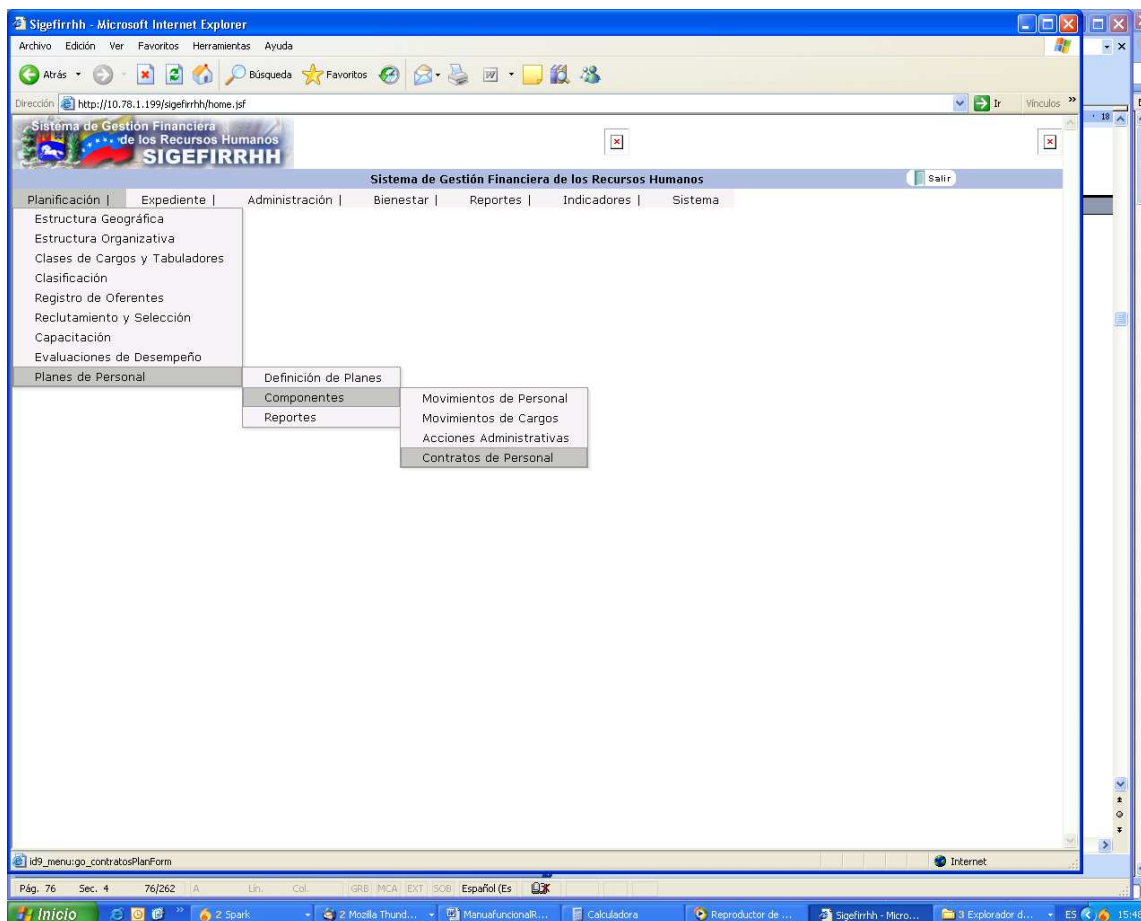 Sigefirrhh - Microsoft Internet Explorer
Archivo Edición Ver Favoritos Herramientas Ayuda
Atrás Búsqueda Favoritos
Dirección http://10.78.1.199/sigefirrhh/home.jsf Ir Vínculos »
Sistema de Gestión Financiera
de los Recursos Humanos
SIGEFIRRHH
Sistema de Gestión Financiera de los Recursos Humanos Salir
Planificación | Expediente | Administración | Bienestar | Reportes | Indicadores | Sistema
Estructura Geográfica
Estructura Organizativa
Clases de Cargos y Tabuladores
Clasificación
Registro de Oferentes
Reclutamiento y Selección
Capacitación
Evaluaciones de Desempeño
Planes de Personal
Definición de Planes
Componentes
Reportes
Movimientos de Personal
Movimientos de Cargos
Acciones Administrativas
Contratos de Personal
18
id9_menu:go_contratosPlanForm Internet
Pág. 76 Sec. 4 76/262 A Lín. Col. GRB MCA EXT SOB Español (Es
Inicio » 2 Spark 2 Mozilla Thund... ManuafuncionalR... Calculadora Reproductor de ... Sigefirrhh - Micro... 3 Explorador d... ES